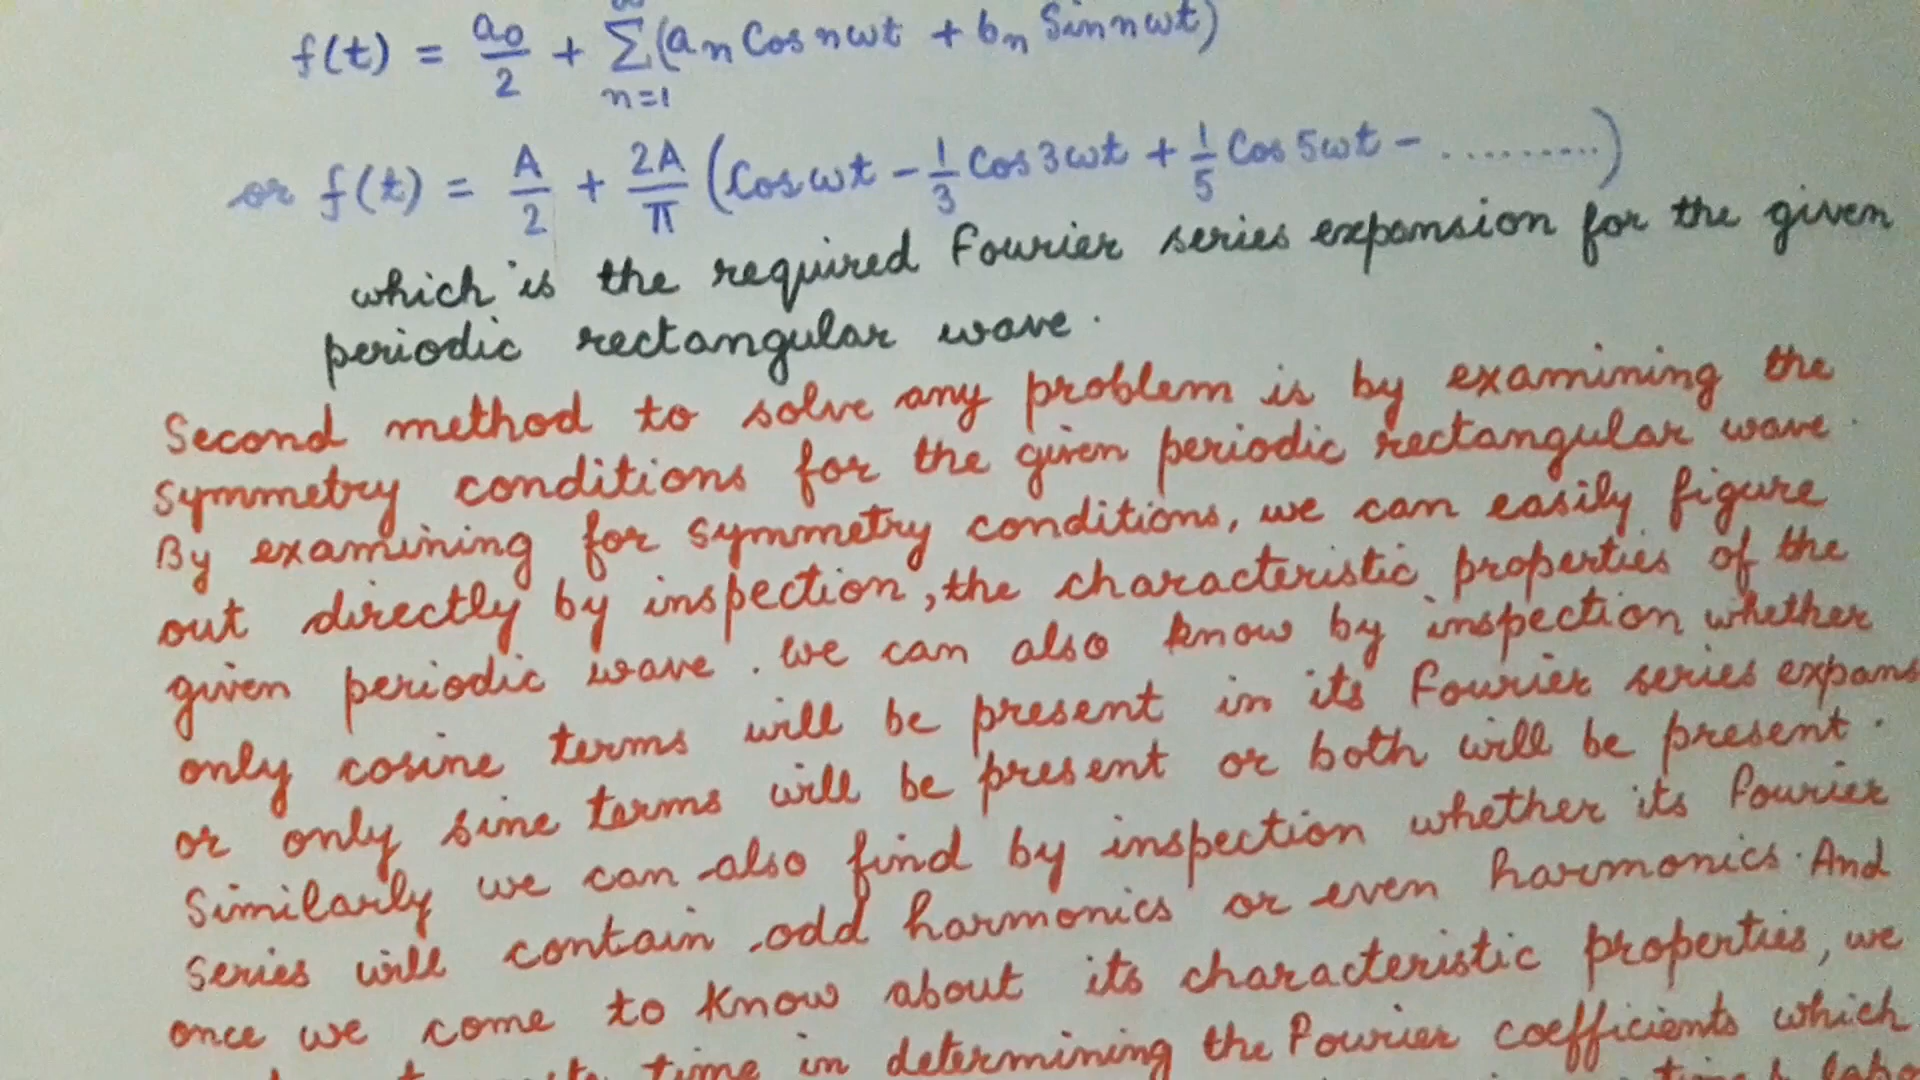 f(t) = a0/2 + ∑ n=1 (an Cos nωt + bn Sin nωt)
or f(t) = A/2 + 2A/π (Cos ωt - 1/3 Cos 3ωt + 1/5 Cos 5ωt - ..........)
which is the required Fourier series expansion for the given
periodic rectangular wave.
Second method to solve any problem is by examining the
symmetry conditions for the given periodic rectangular wave.
By examining for symmetry conditions, we can easily figure
out directly by inspection, the characteristic properties of the
given periodic wave. We can also know by inspection whether
only cosine terms will be present in its Fourier series expans
or only sine terms will be present or both will be present.
Similarly we can also find by inspection whether its Fourier
series will contain odd harmonics or even harmonics. And
once we come to know about its characteristic properties, we
time in determining the Fourier coefficients which